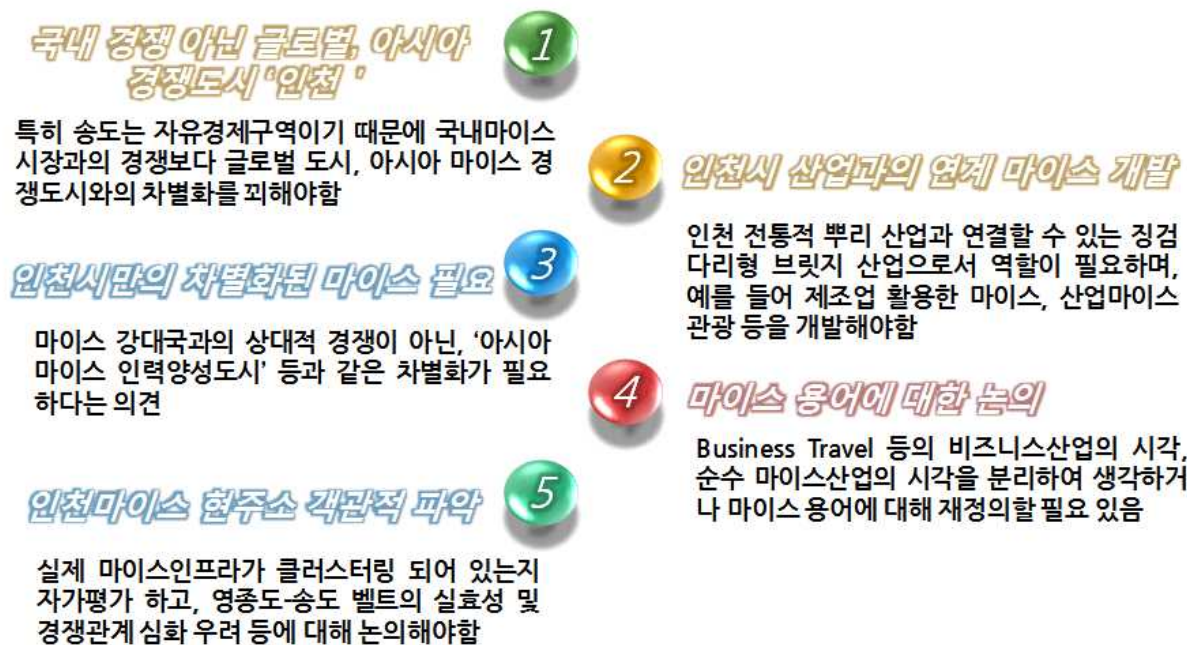 국내 경쟁 아닌 글로벌, 아시아
경쟁도시 ‘인천 ’
1
특히 송도는 자유경제구역이기 때문에 국내마이스
시장과의 경쟁보다 글로벌 도시, 아시아 마이스 경
쟁도시와의 차별화를 꾀해야함
2
인천시 산업과의 연계 마이스 개발
인천 전통적 뿌리 산업과 연결할 수 있는 징검
다리형 브릿지 산업으로서 역할이 필요하며,
예를 들어 제조업 활용한 마이스, 산업마이스
관광 등을 개발해야함
인천시만의 차별화된 마이스 필요
3
마이스 강대국과의 상대적 경쟁이 아닌, ‘아시아
마이스 인력양성도시’ 등과 같은 차별화가 필요
하다는 의견
4
마이스 용어에 대한 논의
Business Travel 등의 비즈니스산업의 시각,
순수 마이스산업의 시각을 분리하여 생각하거
나 마이스 용어에 대해 재정의할 필요 있음
인천마이스 현주소 객관적 파악
5
실제 마이스인프라가 클러스터링 되어 있는지
자가평가 하고, 영종도-송도 벨트의 실효성 및
경쟁관계 심화 우려 등에 대해 논의해야함